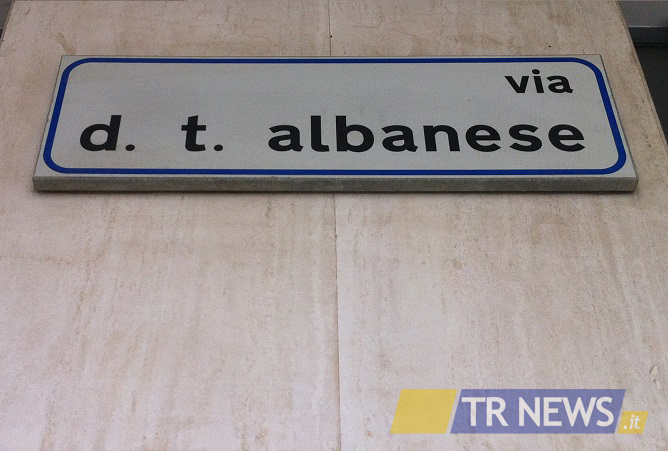 via
d. t. albanese
TR NEWS.it